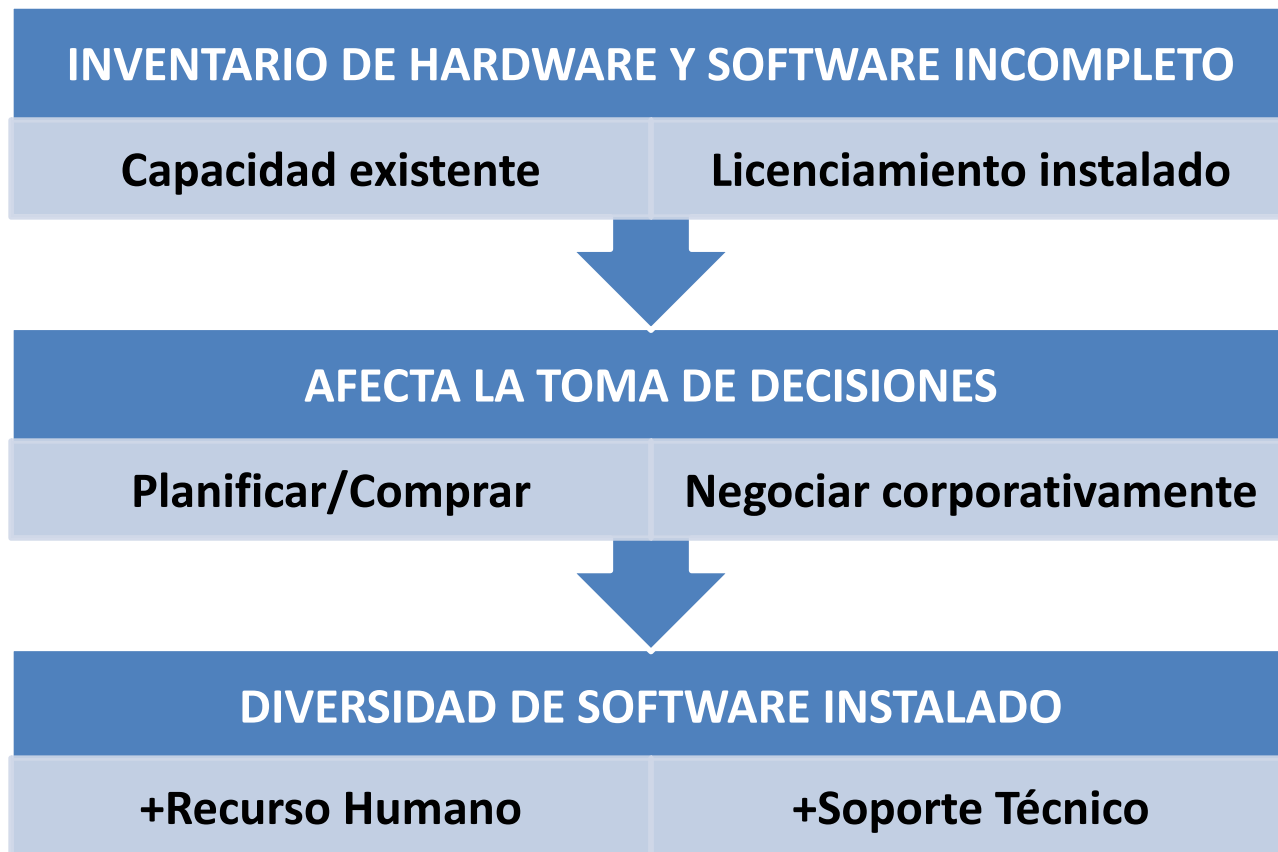 INVENTARIO DE HARDWARE Y SOFTWARE INCOMPLETO
Capacidad existente
Licenciamiento instalado
AFECTA LA TOMA DE DECISIONES
Planificar/Comprar
Negociar corporativamente
DIVERSIDAD DE SOFTWARE INSTALADO
+Recurso Humano
+Soporte Técnico